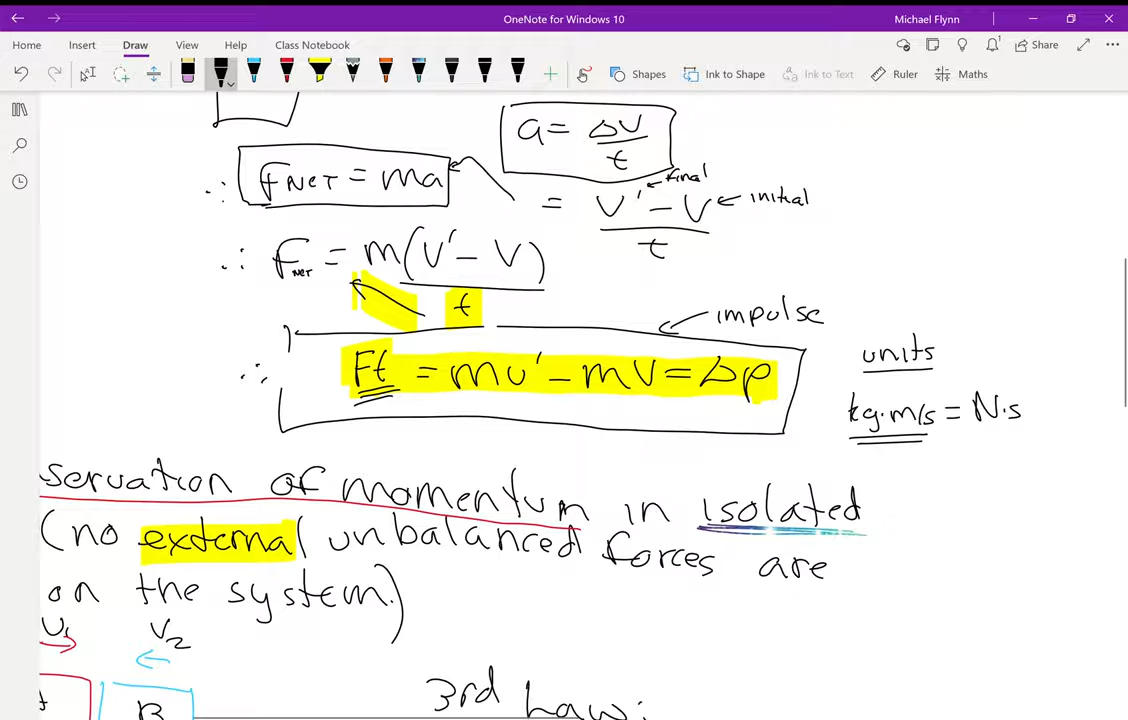 OneNote for Windows 10
Michael Flynn
Home Insert Draw View Help Class Notebook
Share
Shapes Ink to Shape Ink to Text Ruler Maths
a = ΔV/t
∴ FNET = ma
= V' - V / t
final
initial
∴ Fnet = m(V' - V) / t
impulse
∴ Ft = mv' - mv = Δp
units
kg·m/s = N·s
servation of momentum in isolated
(no external unbalanced forces are
on the system.)
V1 V2
A B
3rd Law: